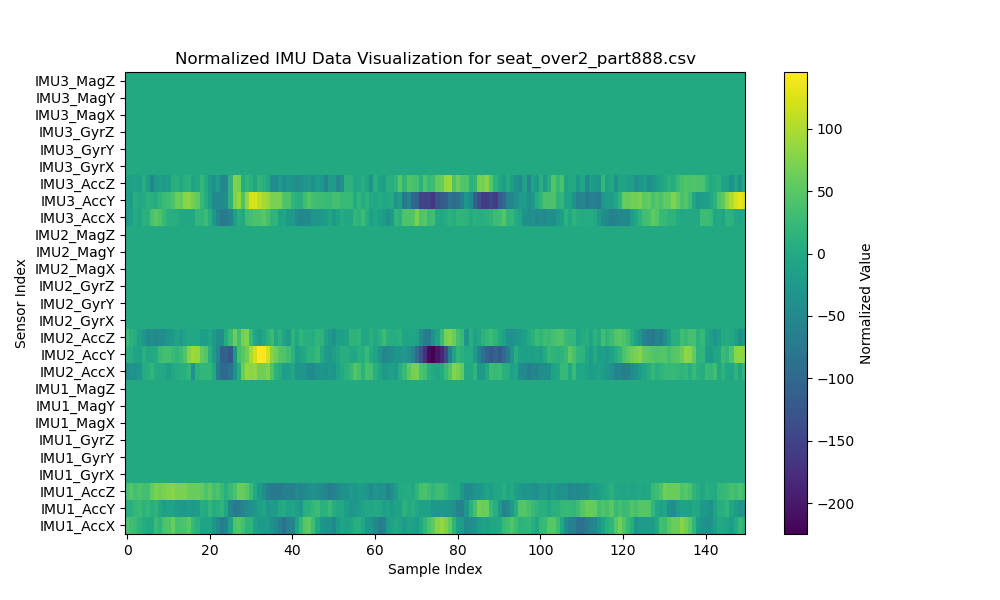 Normalized IMU Data Visualization for seat_over2_part888.csv
IMU3_MagZ
IMU3_MagY
IMU3_MagX
IMU3_GyrZ
IMU3_GyrY
IMU3_GyrX
IMU3_AccZ
IMU3_AccY
IMU3_AccX
IMU2_MagZ
IMU2_MagY
IMU2_MagX
IMU2_GyrZ
IMU2_GyrY
IMU2_GyrX
IMU2_AccZ
IMU2_AccY
IMU2_AccX
IMU1_MagZ
IMU1_MagY
IMU1_MagX
IMU1_GyrZ
IMU1_GyrY
IMU1_GyrX
IMU1_AccZ
IMU1_AccY
IMU1_AccX
Sensor Index
0 20 40 60 80 100 120 140
Sample Index
100
50
0
−50
−100
−150
−200
Normalized Value